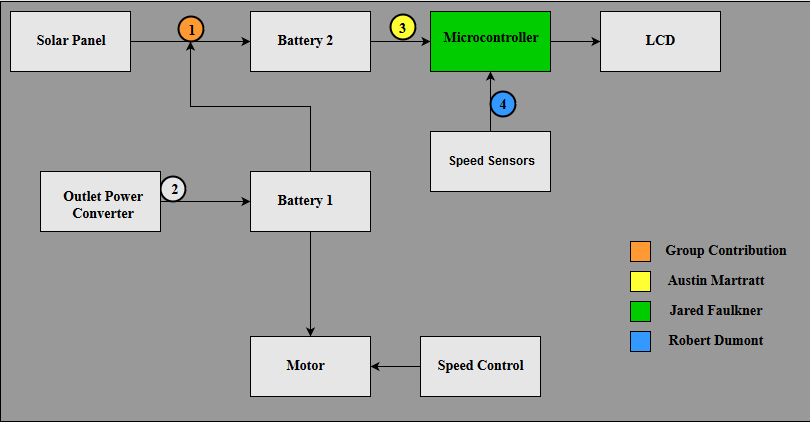 Solar Panel
1
Battery 2
3
Microcontroller
LCD
4
Speed Sensors
Outlet Power
Converter
2
Battery 1
Group Contribution
Austin Martratt
Jared Faulkner
Robert Dumont
Motor
Speed Control